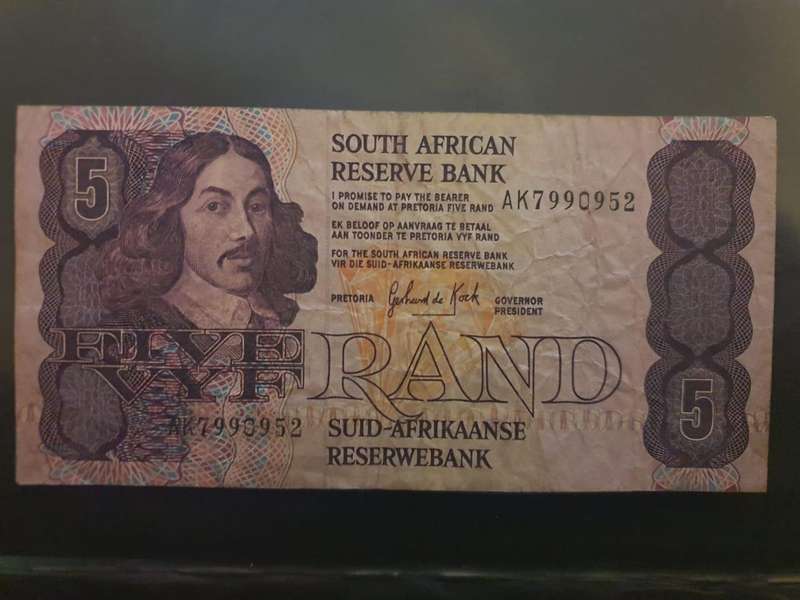 5
SOUTH AFRICAN
RESERVE BANK
I PROMISE TO PAY THE BEARER
ON DEMAND AT PRETORIA FIVE RAND
AK7990952
EK BELOOF OP AANVRAAG TE BETAAL
AAN TOONDER TE PRETORIA VYF RAND
FOR THE SOUTH AFRICAN RESERVE BANK
VIR DIE SUID-AFRIKAANSE RESERWEBANK
PRETORIA Gerhard de Kock GOVERNOR
PRESIDENT
FIVE
VYF RAND
AK7990952
SUID-AFRIKAANSE
RESERWEBANK
5